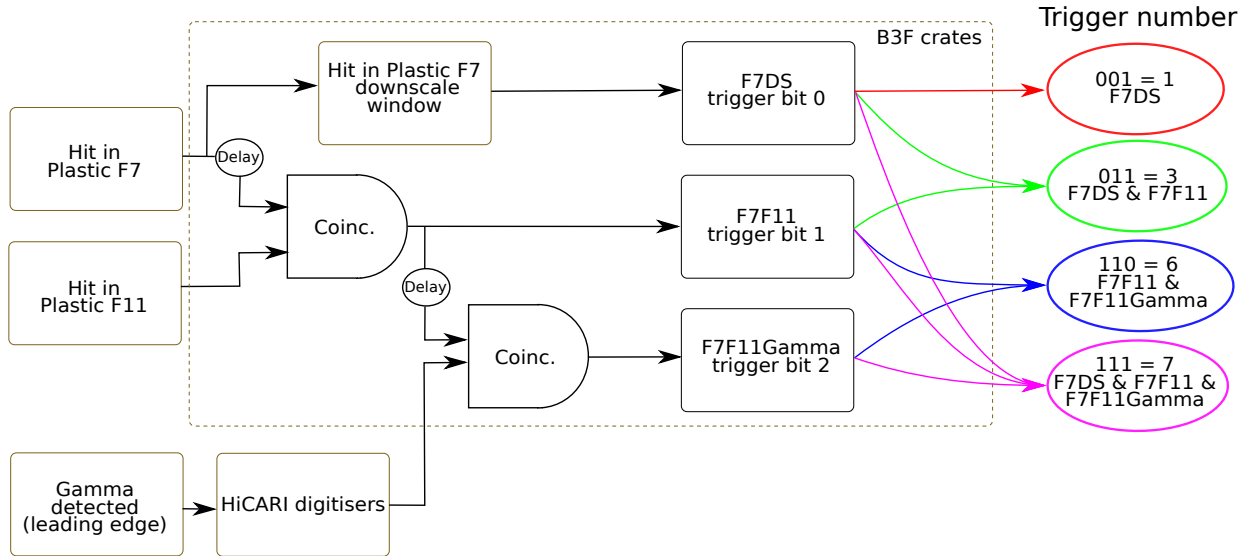 Trigger number
B3F crates
Hit in Plastic F7
downscale
window
F7DS
trigger bit 0
001 = 1
F7DS
Hit in
Plastic F7
Delay
011 = 3
F7DS & F7F11
Coinc.
F7F11
trigger bit 1
Hit in
Plastic F11
Delay
110 = 6
F7F11 &
F7F11Gamma
Coinc.
F7F11Gamma
trigger bit 2
111 = 7
F7DS & F7F11 &
F7F11Gamma
Gamma
detected
(leading edge)
HiCARI digitisers